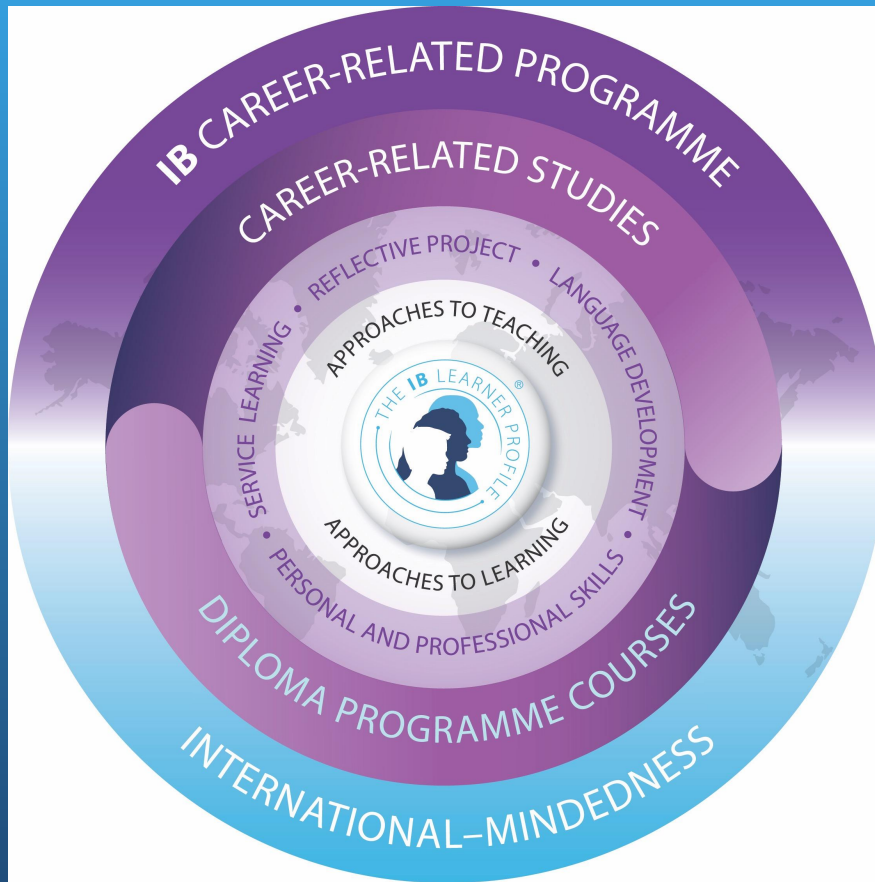 IB CAREER-RELATED PROGRAMME
CAREER-RELATED STUDIES
SERVICE LEARNING • REFLECTIVE PROJECT • LANGUAGE DEVELOPMENT •
APPROACHES TO TEACHING
THE IB LEARNER PROFILE ®
APPROACHES TO LEARNING
• PERSONAL AND PROFESSIONAL SKILLS
DIPLOMA PROGRAMME COURSES
INTERNATIONAL–MINDEDNESS